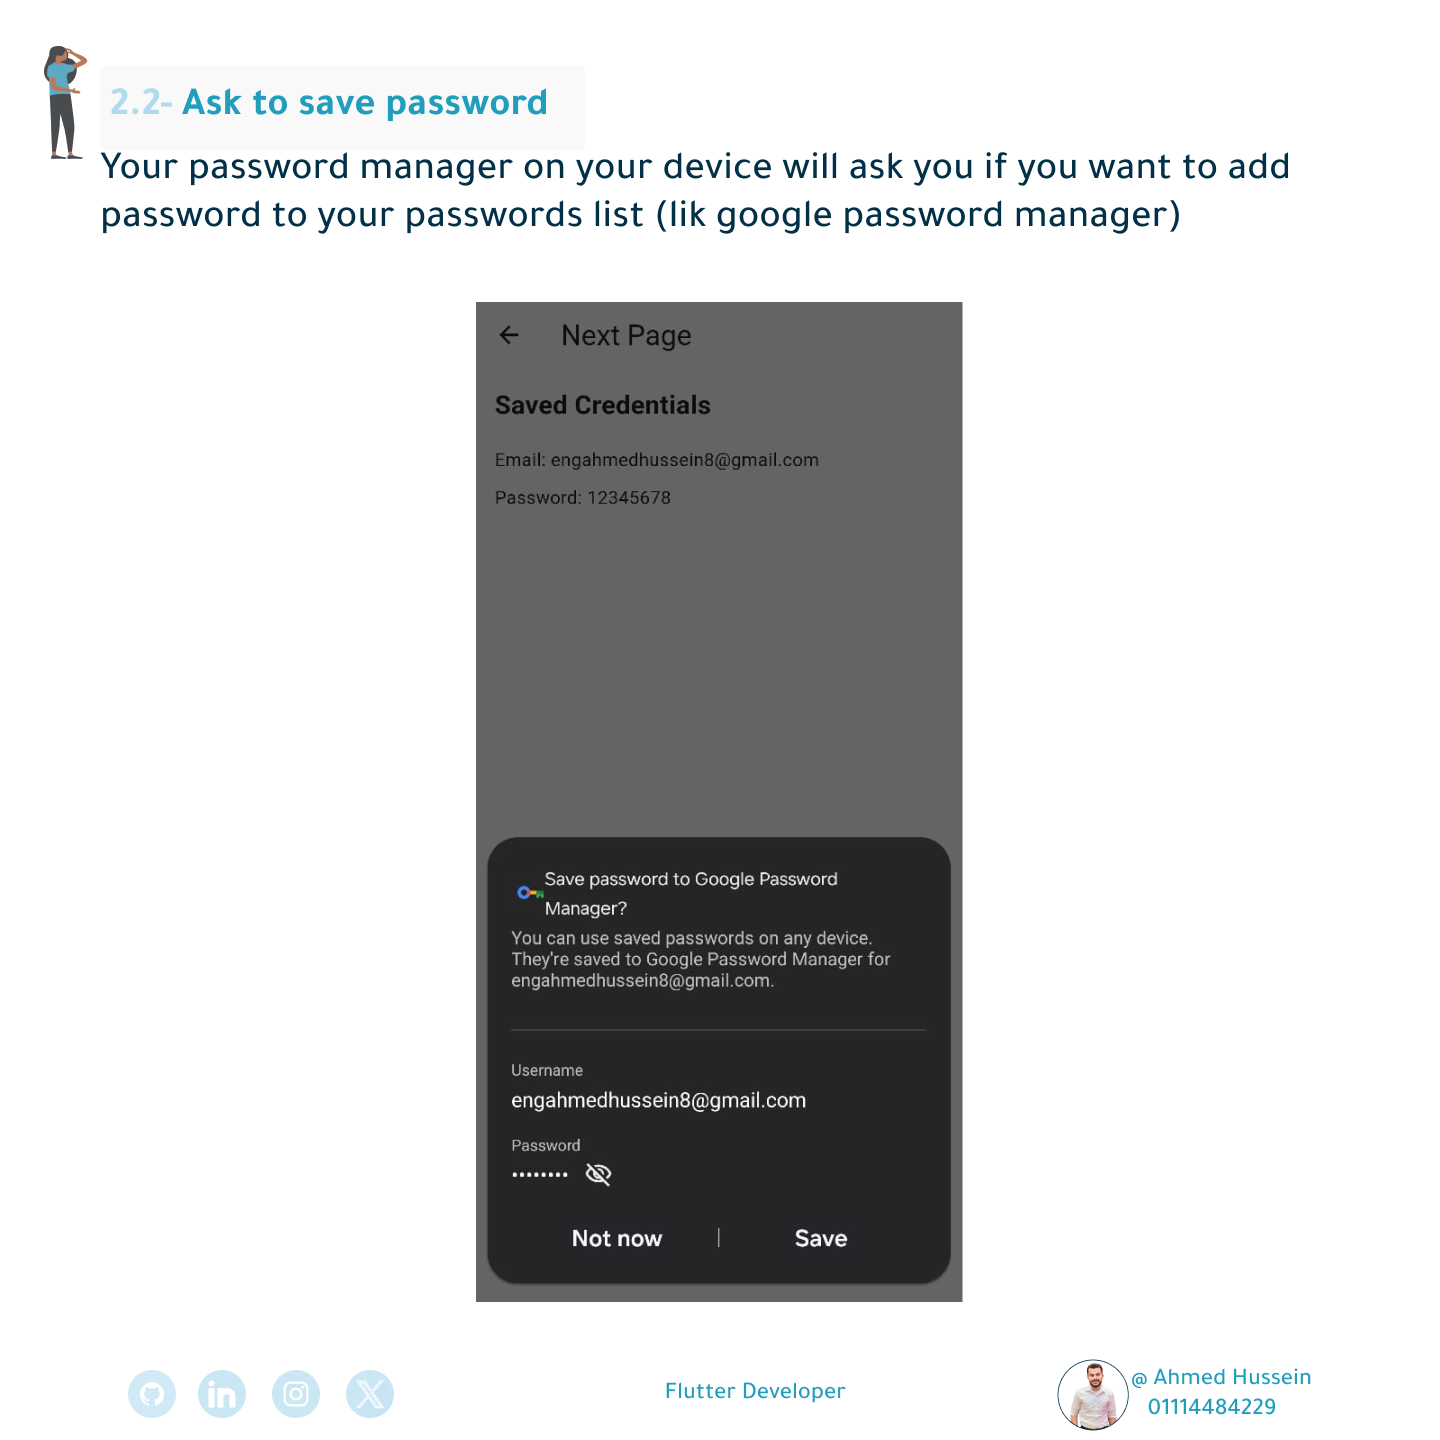 2.2- Ask to save password
Your password manager on your device will ask you if you want to add
password to your passwords list (lik google password manager)
Next Page
Saved Credentials
Email: engahmedhussein8@gmail.com
Password: 12345678
Save password to Google Password
Manager?
You can use saved passwords on any device.
They're saved to Google Password Manager for
engahmedhussein8@gmail.com.
Username
engahmedhussein8@gmail.com
Password
••••••••
Not now | Save
in
Flutter Developer
@ Ahmed Hussein
01114484229